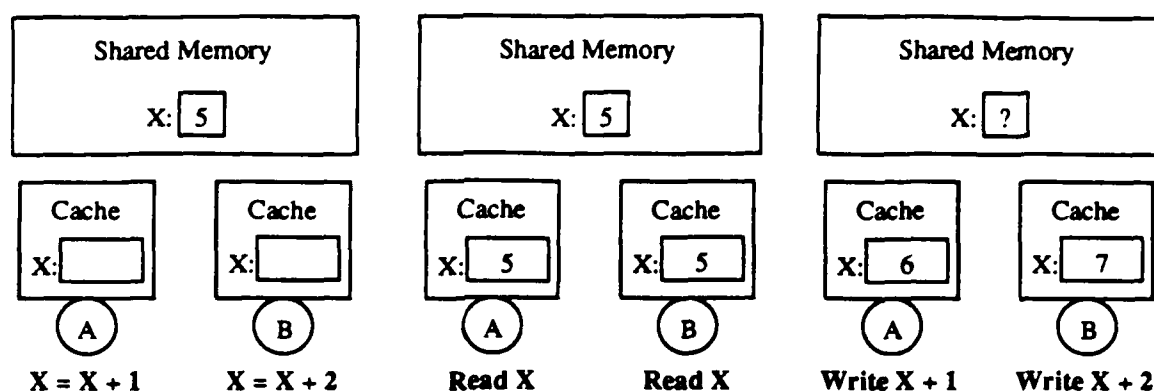 Shared Memory
X: 5
Cache
X:
A
X = X + 1
Cache
X:
B
X = X + 2
Shared Memory
X: 5
Cache
X: 5
A
Read X
Cache
X: 5
B
Read X
Shared Memory
X: ?
Cache
X: 6
A
Write X + 1
Cache
X: 7
B
Write X + 2